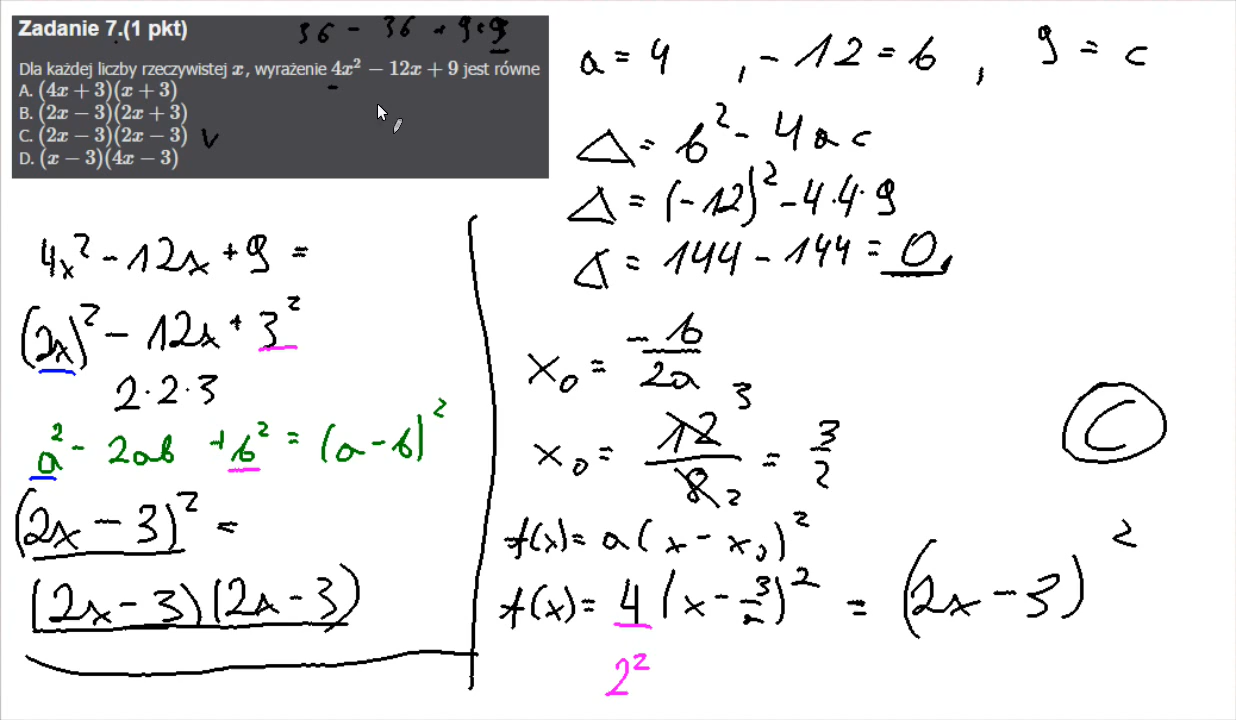 Zadanie 7.(1 pkt)
36 - 36 + 9 = 9
Dla każdej liczby rzeczywistej x, wyrażenie 4x² − 12x + 9 jest równe
A. (4x + 3)(x + 3)
B. (2x − 3)(2x + 3)
C. (2x − 3)(2x − 3) V
D. (x − 3)(4x − 3)
4x² - 12x + 9 =
(2x)² - 12x + 3²
2·2·3
a² - 2ab + b² = (a - b)²
(2x - 3)² =
(2x - 3)(2x - 3)
a = 4 , -12 = b , 9 = c
Δ = b² - 4ac
Δ = (-12)² - 4·4·9
Δ = 144 - 144 = 0,
x₀ = -b/2a
x₀ = 12/8 = 3/2
3
2
f(x) = a(x - x₀)²
f(x) = 4(x - 3/2)² = (2x - 3)²
2²
C